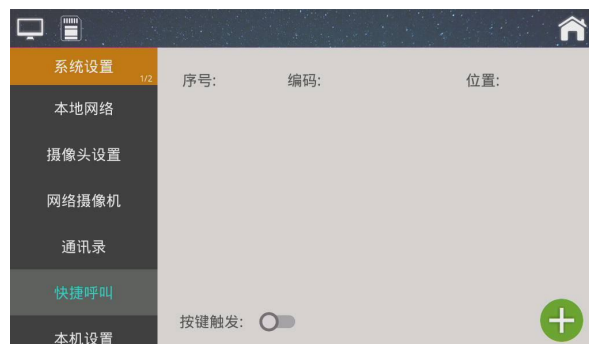 系统设置
1/2
序号: 编码: 位置:
本地网络
摄像头设置
网络摄像机
通讯录
快捷呼叫
按键触发:
本机设置